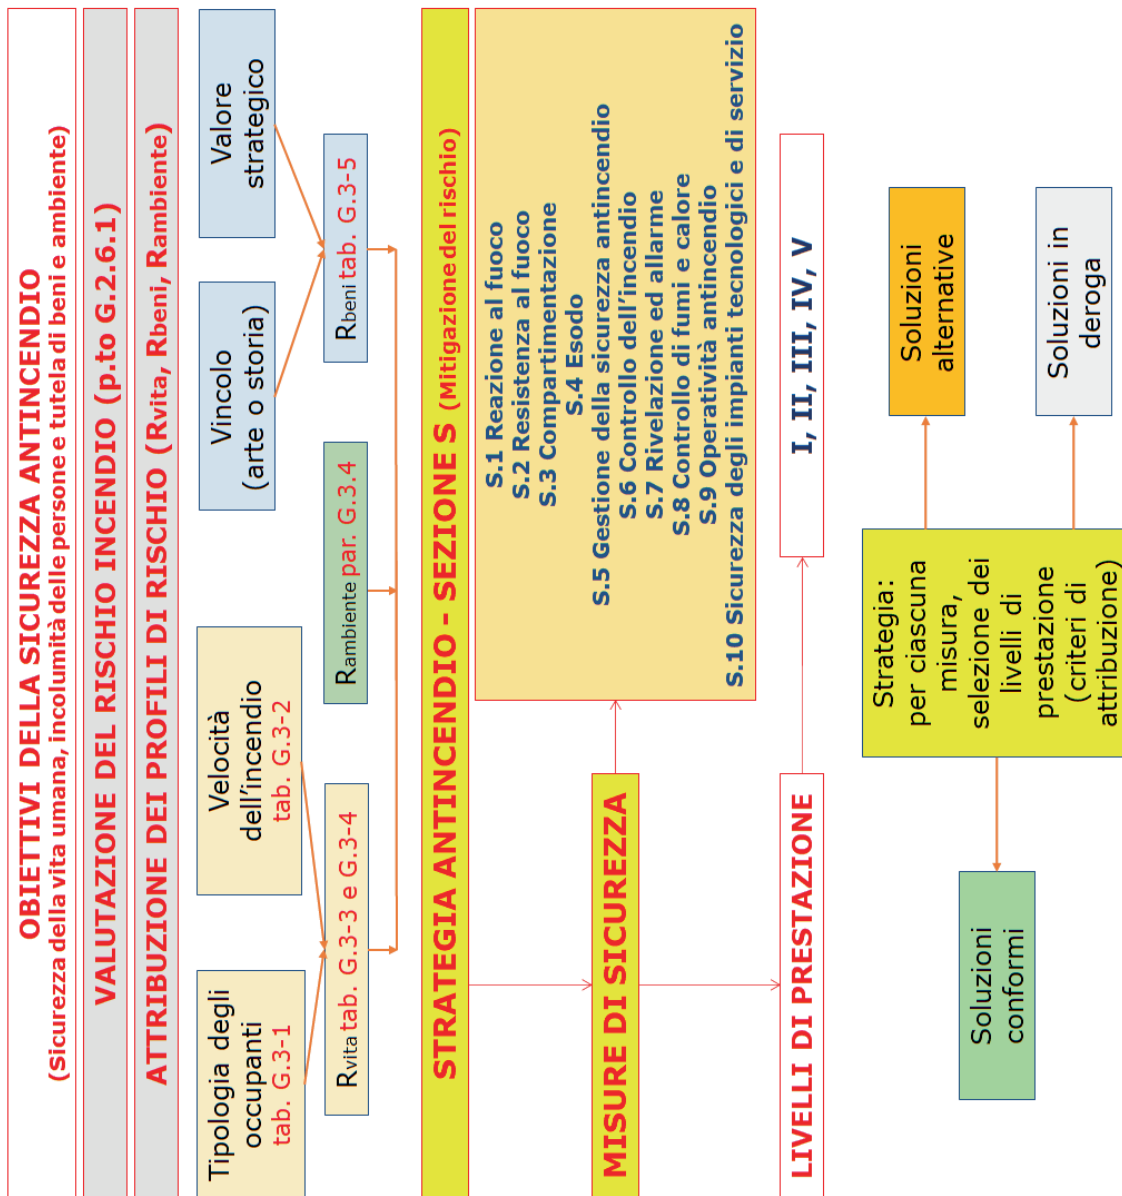 OBIETTIVI DELLA SICUREZZA ANTINCENDIO
(Sicurezza della vita umana, incolumità delle persone e tutela di beni e ambiente)
VALUTAZIONE DEL RISCHIO INCENDIO (p.to G.2.6.1)
ATTRIBUZIONE DEI PROFILI DI RISCHIO (Rvita, Rbeni, Rambiente)
Tipologia degli
occupanti
tab. G.3-1
Velocità
dell'incendio
tab. G.3-2
Vincolo
(arte o storia)
Valore
strategico
Rvita tab. G.3-3 e G.3-4
Rambiente par. G.3.4
Rbeni tab. G.3-5
STRATEGIA ANTINCENDIO - SEZIONE S (Mitigazione del rischio)
MISURE DI SICUREZZA
S.1 Reazione al fuoco
S.2 Resistenza al fuoco
S.3 Compartimentazione
S.4 Esodo
S.5 Gestione della sicurezza antincendio
S.6 Controllo dell'incendio
S.7 Rivelazione ed allarme
S.8 Controllo di fumi e calore
S.9 Operatività antincendio
S.10 Sicurezza degli impianti tecnologici e di servizio
LIVELLI DI PRESTAZIONE
I, II, III, IV, V
Soluzioni
conformi
Strategia:
per ciascuna
misura,
selezione dei
livelli di
prestazione
(criteri di
attribuzione)
Soluzioni
alternative
Soluzioni in
deroga